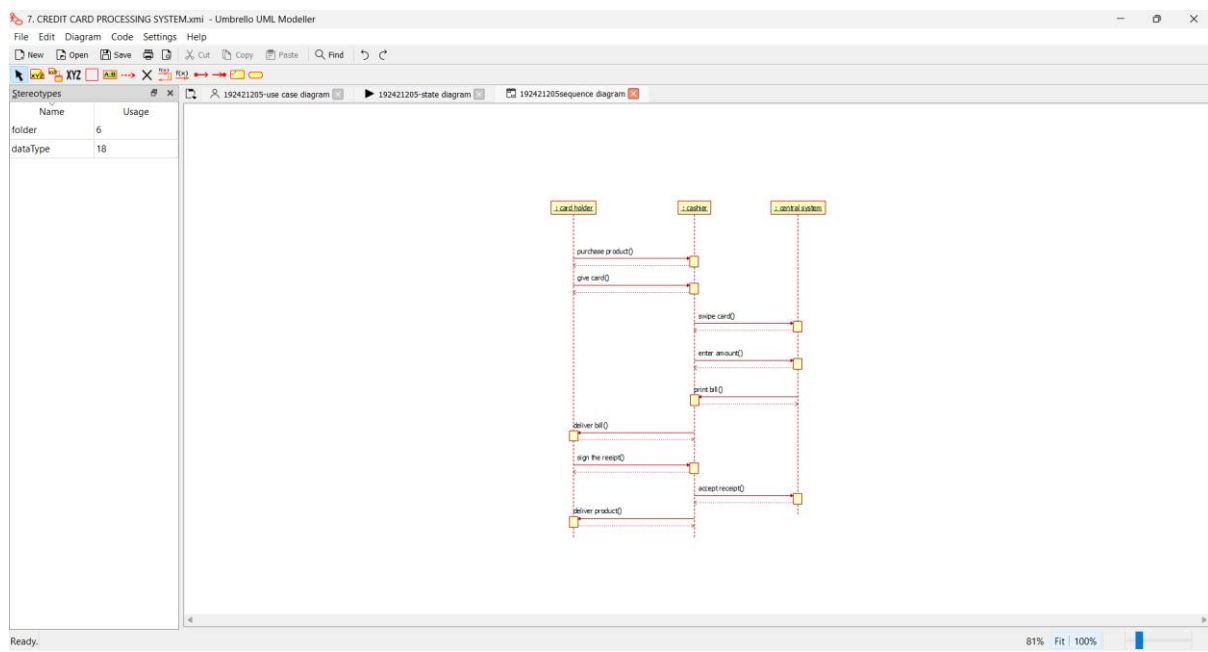 7. CREDIT CARD PROCESSING SYSTEM.xmi - Umbrello UML Modeller
File Edit Diagram Code Settings Help
New Open Save Cut Copy Paste Find
XYZ XYZ A.B f(x) f(x)
Stereotypes 192421205-use case diagram 192421205-state diagram 192421205sequence diagram
Name Usage
folder 6
dataType 18
: card holder : cashier : central system
purchase product()
give card()
swipe card()
enter amount()
print bill()
deliver bill()
sign the reeipt()
accept receipt()
deliver product()
Ready. 81% Fit 100%